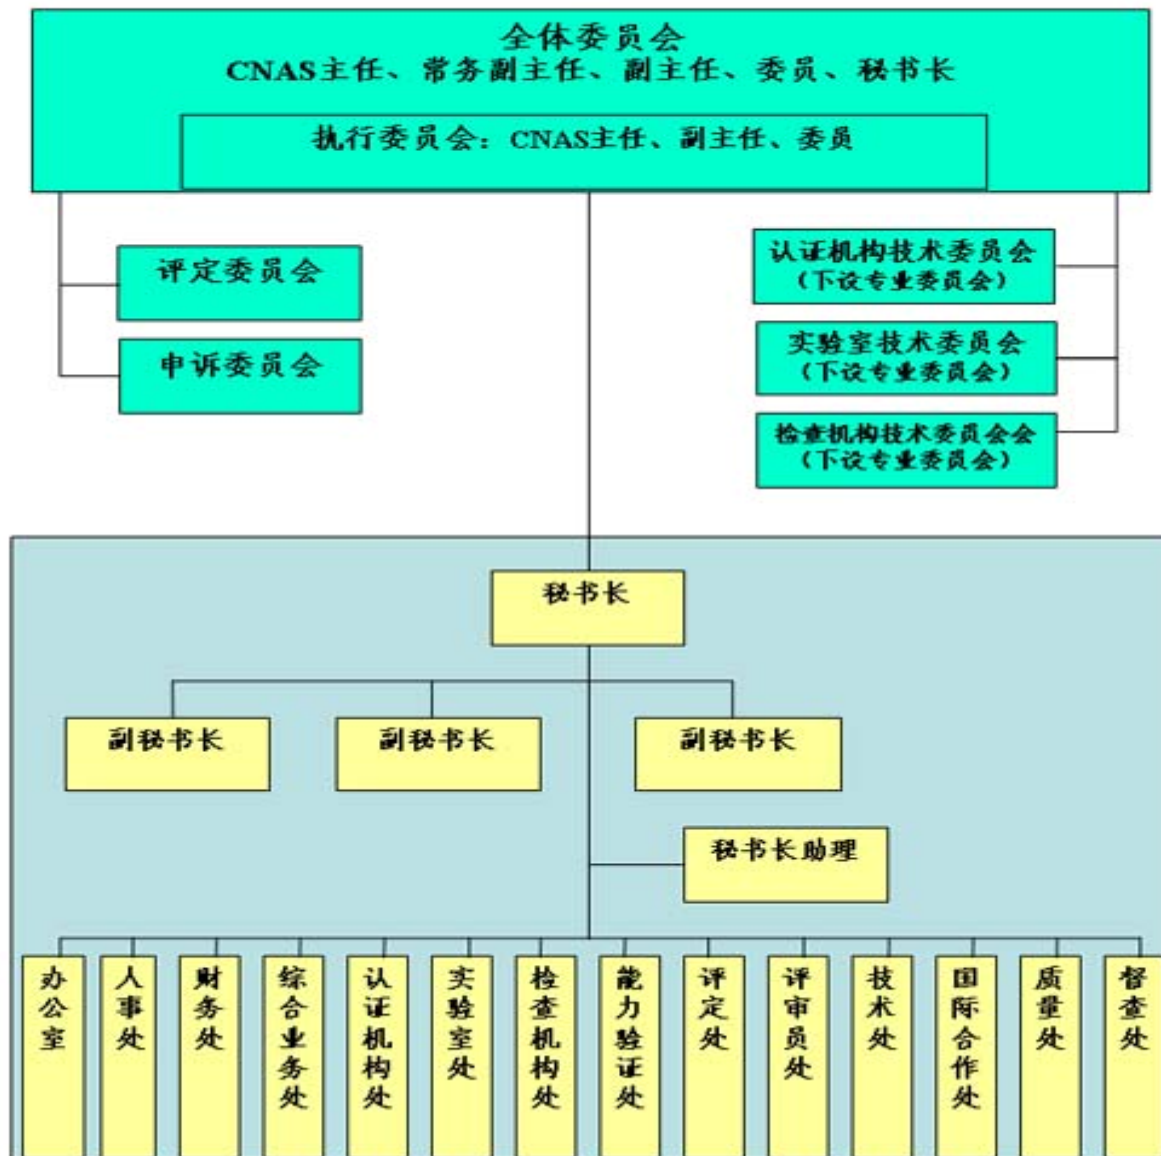 全体委员会
CNAS主任、常务副主任、副主任、委员、秘书长
执行委员会：CNAS主任、副主任、委员
评定委员会
申诉委员会
认证机构技术委员会
（下设专业委员会）
实验室技术委员会
（下设专业委员会）
检查机构技术委员会会
（下设专业委员会）
秘书长
副秘书长
副秘书长
副秘书长
秘书长助理
办公室
人事处
财务处
综合业务处
认证机构处
实验室处
检查机构处
能力验证处
评定处
评审员处
技术处
国际合作处
质量处
督查处